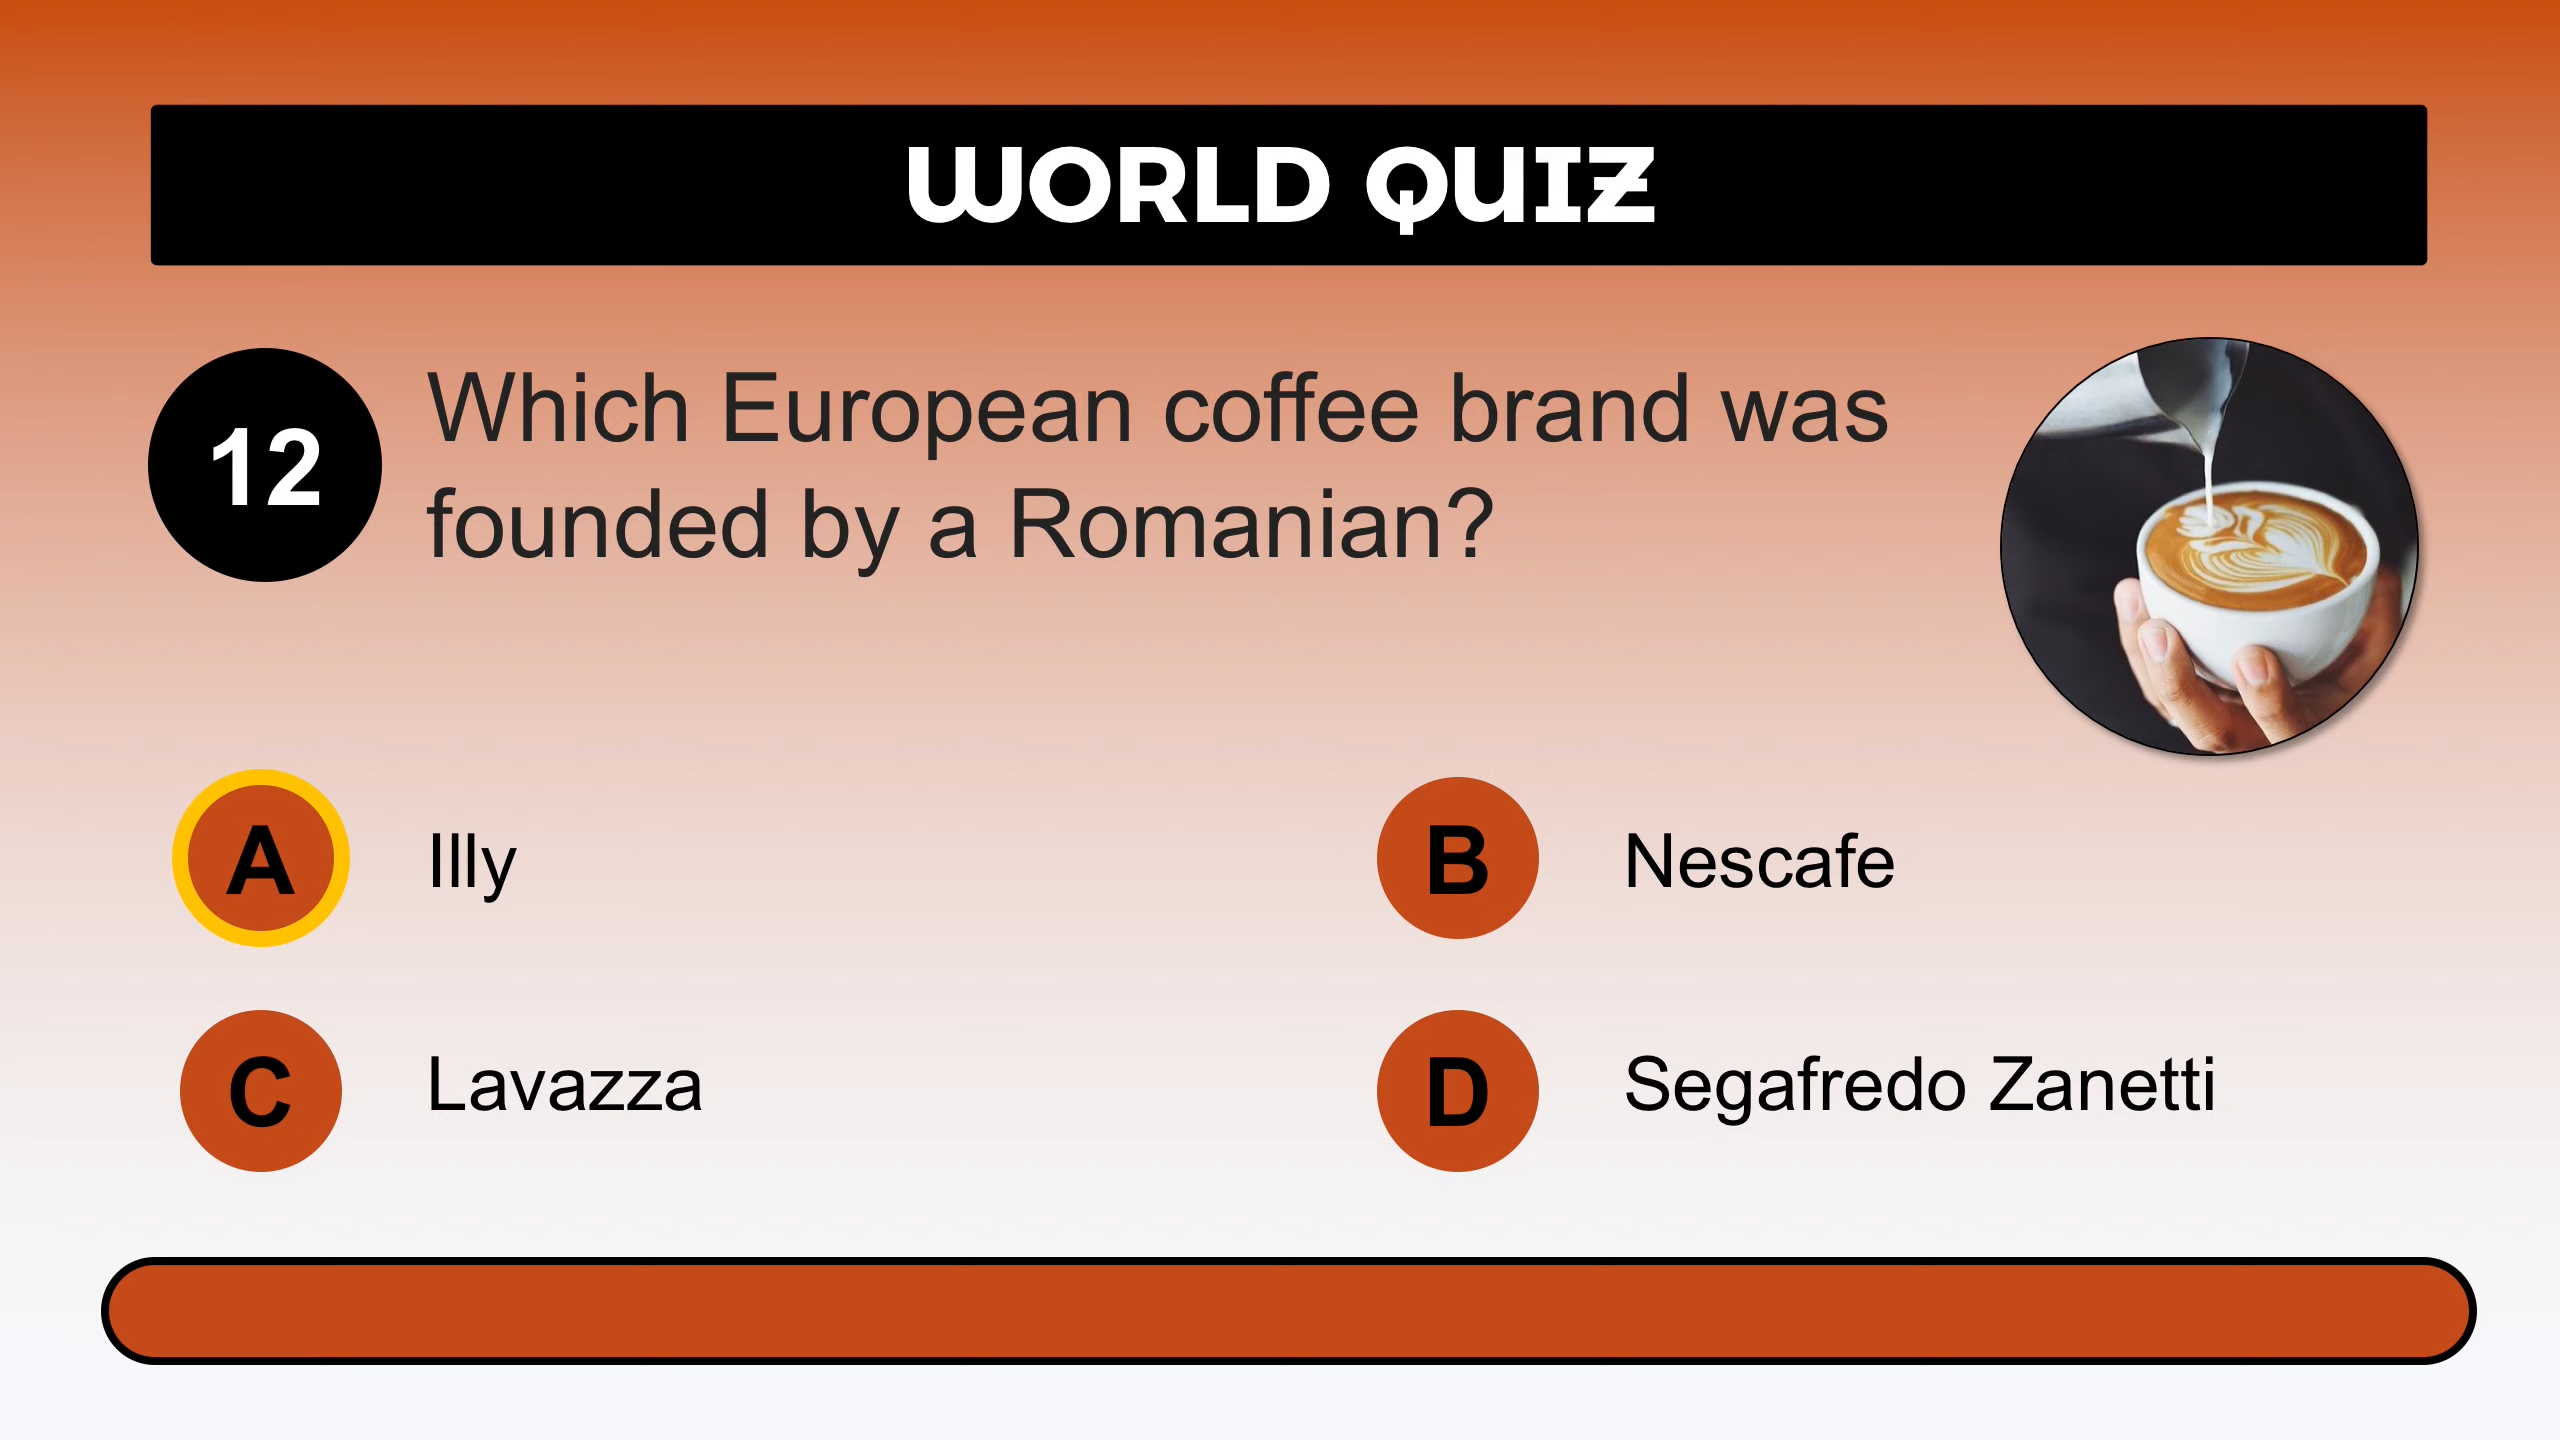 WORLD QUIZ
12
Which European coffee brand was
founded by a Romanian?
A
Illy
B
Nescafe
C
Lavazza
D
Segafredo Zanetti